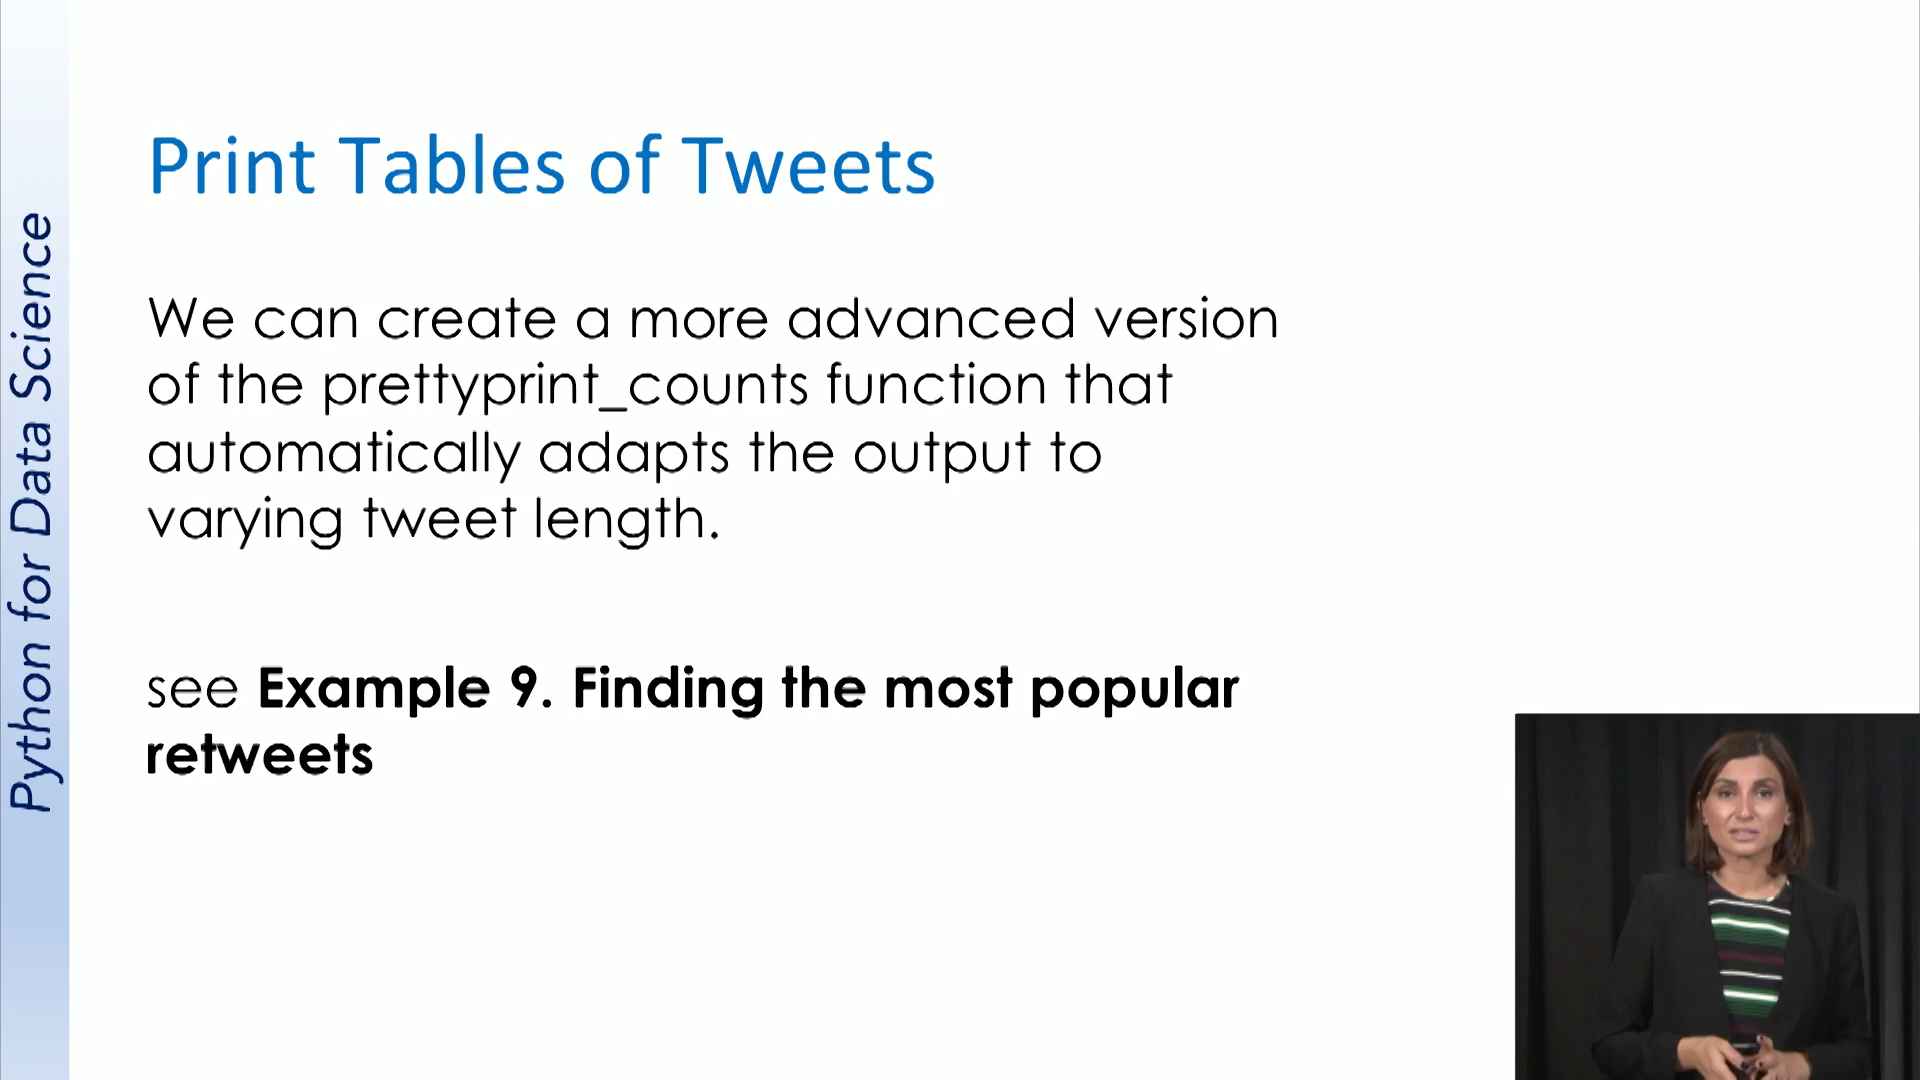 Python for Data Science
Print Tables of Tweets
We can create a more advanced version
of the prettyprint_counts function that
automatically adapts the output to
varying tweet length.
see Example 9. Finding the most popular
retweets